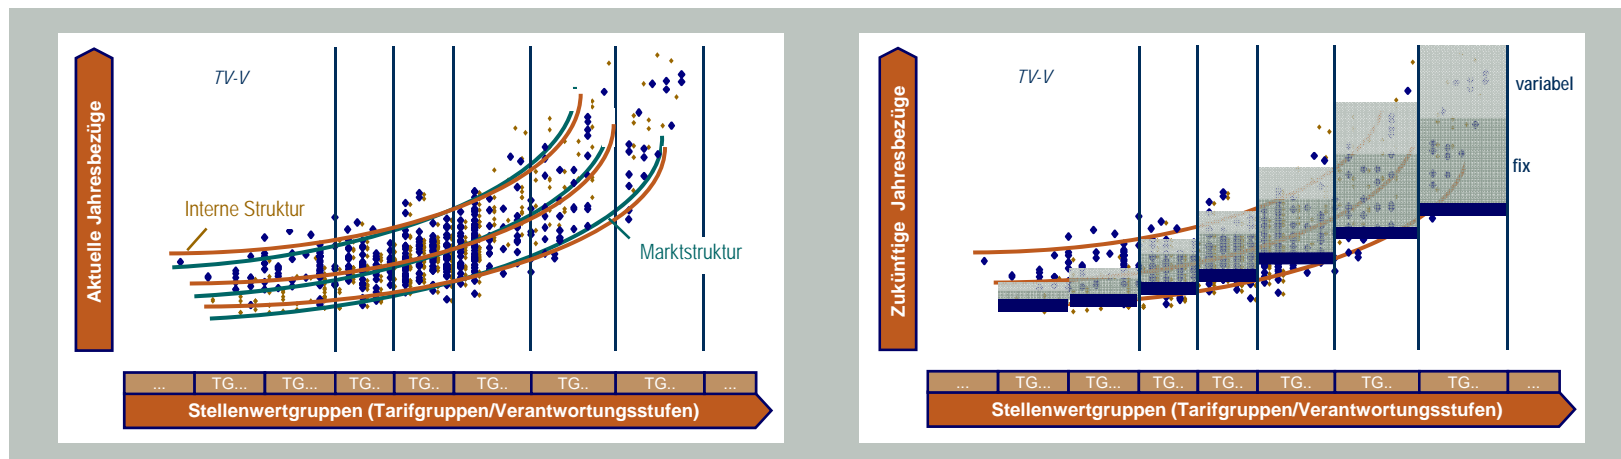 Aktuelle Jahresbezüge
TV-V
Interne Struktur
Marktstruktur
... TG... TG... TG.. TG.. TG.. TG.. TG.. ...
Stellenwertgruppen (Tarifgruppen/Verantwortungsstufen)
Zukünftige Jahresbezüge
TV-V
variabel
fix
... TG... TG... TG.. TG.. TG.. TG.. TG.. ...
Stellenwertgruppen (Tarifgruppen/Verantwortungsstufen)